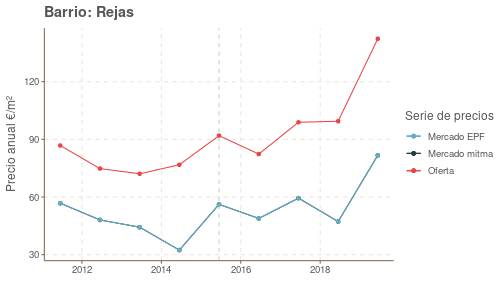 Barrio: Rejas
Precio anual €/m²
120
90
60
30
2012
2014
2016
2018
Serie de precios
Mercado EPF
Mercado mitma
Oferta